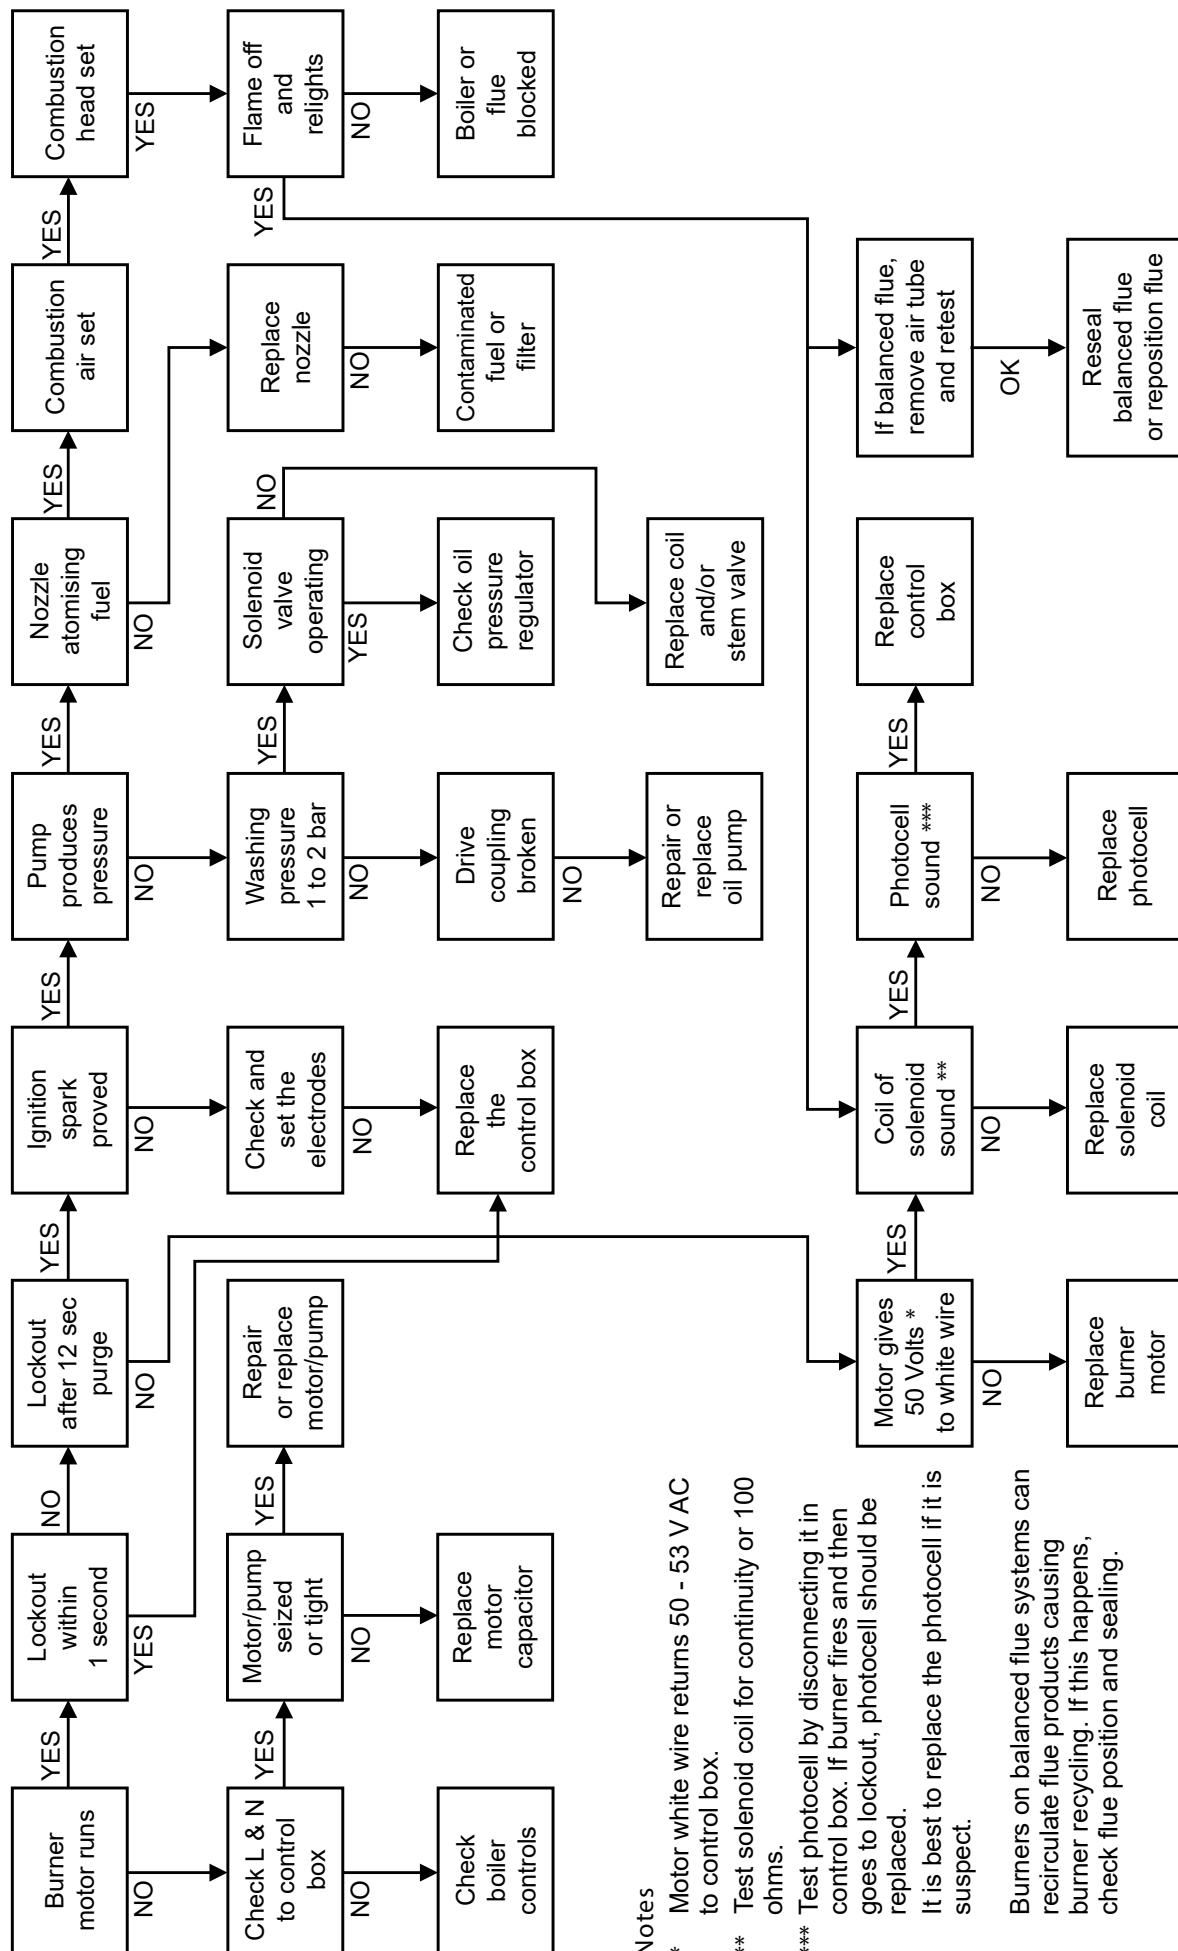 Burner
motor runs
YES
NO
Lockout
within
1 second
NO
YES
Lockout
after 12 sec
purge
YES
NO
Ignition
spark
proved
YES
NO
Pump
produces
pressure
YES
NO
Nozzle
atomising
fuel
YES
NO
Combustion
air set
YES
Combustion
head set
YES
Check L & N
to control
box
YES
NO
Motor/pump
seized
or tight
YES
NO
Repair
or replace
motor/pump
Check and
set the
electrodes
NO
Washing
pressure
1 to 2 bar
YES
NO
Solenoid
valve
operating
NO
YES
Replace
nozzle
NO
Flame off
and
relights
YES
NO
Check
boiler
controls
Replace
motor
capacitor
Replace
the
control box
Drive
coupling
broken
NO
Check oil
pressure
regulator
Contaminated
fuel or
filter
Boiler or
flue
blocked
Repair or
replace
oil pump
Replace coil
and/or
stem valve
Motor gives
50 Volts *
to white wire
YES
NO
Coil of
solenoid
sound **
YES
NO
Photocell
sound ***
YES
NO
Replace
control
box
If balanced flue,
remove air tube
and retest
OK
Replace
burner
motor
Replace
solenoid
coil
Replace
photocell
Reseal
balanced flue
or reposition flue
Notes
* Motor white wire returns 50 - 53 V AC
to control box.
** Test solenoid coil for continuity or 100
ohms.
*** Test photocell by disconnecting it in
control box. If burner fires and then
goes to lockout, photocell should be
replaced.
It is best to replace the photocell if it is
suspect.
Burners on balanced flue systems can
recirculate flue products causing
burner recycling. If this happens,
check flue position and sealing.